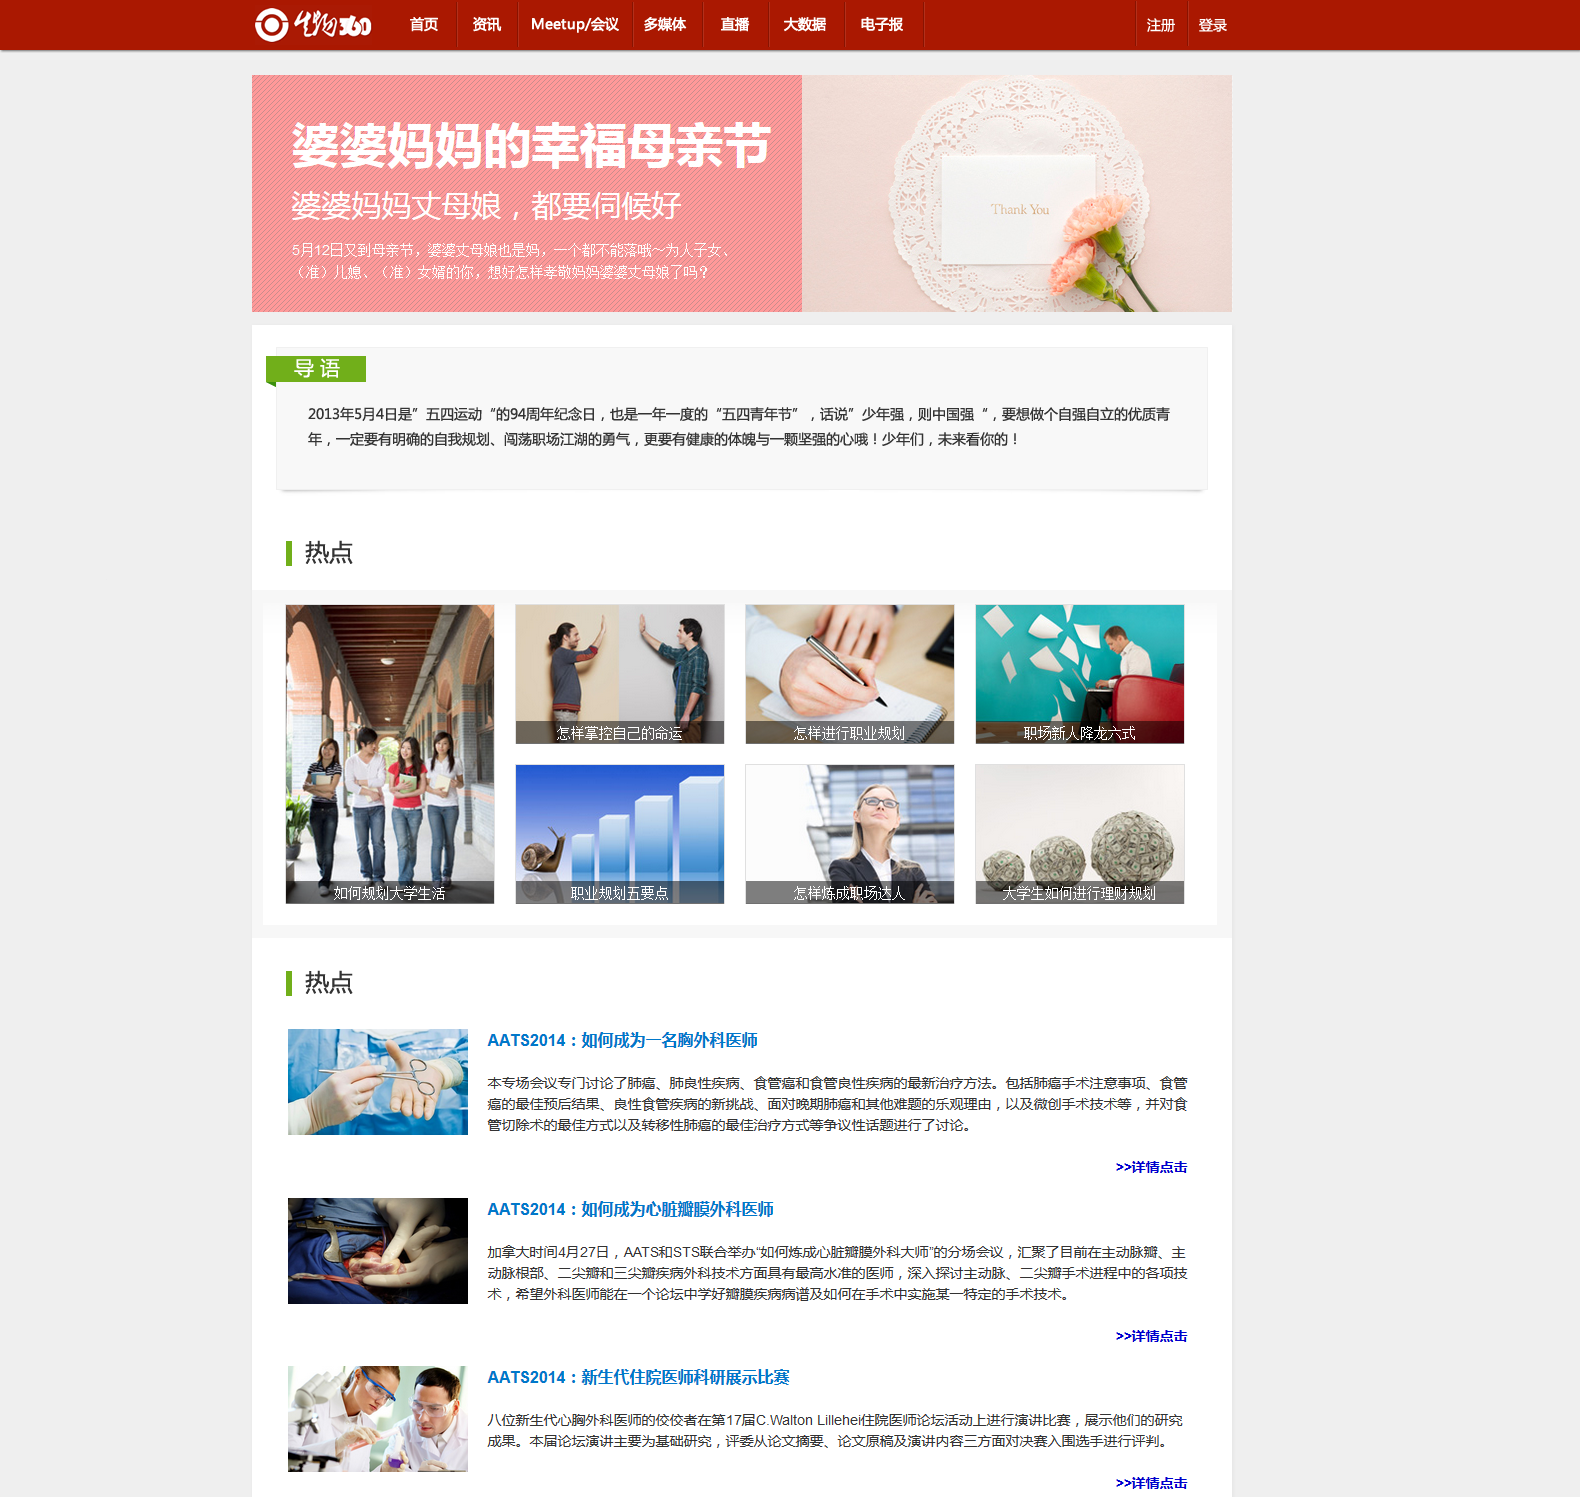 生物360 首页 资讯 Meetup/会议 多媒体 直播 大数据 电子报 注册 登录
婆婆妈妈的幸福母亲节
婆婆妈妈丈母娘，都要伺候好
5月12日又到母亲节，婆婆丈母娘也是妈，一个都不能落哦～为人子女、
（准）儿媳、（准）女婿的你，想好怎样孝敬妈妈婆婆丈母娘了吗？
Thank You
导 语
2013年5月4日是”五四运动“的94周年纪念日，也是一年一度的“五四青年节”，话说”少年强，则中国强“，要想做个自强自立的优质青
年，一定要有明确的自我规划、闯荡职场江湖的勇气，更要有健康的体魄与一颗坚强的心哦！少年们，未来看你的！
热点
怎样掌控自己的命运
怎样进行职业规划
职场新人降龙六式
如何规划大学生活
职业规划五要点
怎样炼成职场达人
大学生如何进行理财规划
热点
AATS2014：如何成为一名胸外科医师
本专场会议专门讨论了肺癌、肺良性疾病、食管癌和食管良性疾病的最新治疗方法。包括肺癌手术注意事项、食管
癌的最佳预后结果、良性食管疾病的新挑战、面对晚期肺癌和其他难题的乐观理由，以及微创手术技术等，并对食
管切除术的最佳方式以及转移性肺癌的最佳治疗方式等争议性话题进行了讨论。
>>详情点击
AATS2014：如何成为心脏瓣膜外科医师
加拿大时间4月27日，AATS和STS联合举办“如何炼成心脏瓣膜外科大师”的分场会议，汇聚了目前在主动脉瓣、主
动脉根部、二尖瓣和三尖瓣疾病外科技术方面具有最高水准的医师，深入探讨主动脉、二尖瓣手术进程中的各项技
术，希望外科医师能在一个论坛中学好瓣膜疾病病谱及如何在手术中实施某一特定的手术技术。
>>详情点击
AATS2014：新生代住院医师科研展示比赛
八位新生代心胸外科医师的佼佼者在第17届C.Walton Lillehei住院医师论坛活动上进行演讲比赛，展示他们的研究
成果。本届论坛演讲主要为基础研究，评委从论文摘要、论文原稿及演讲内容三方面对决赛入围选手进行评判。
>>详情点击